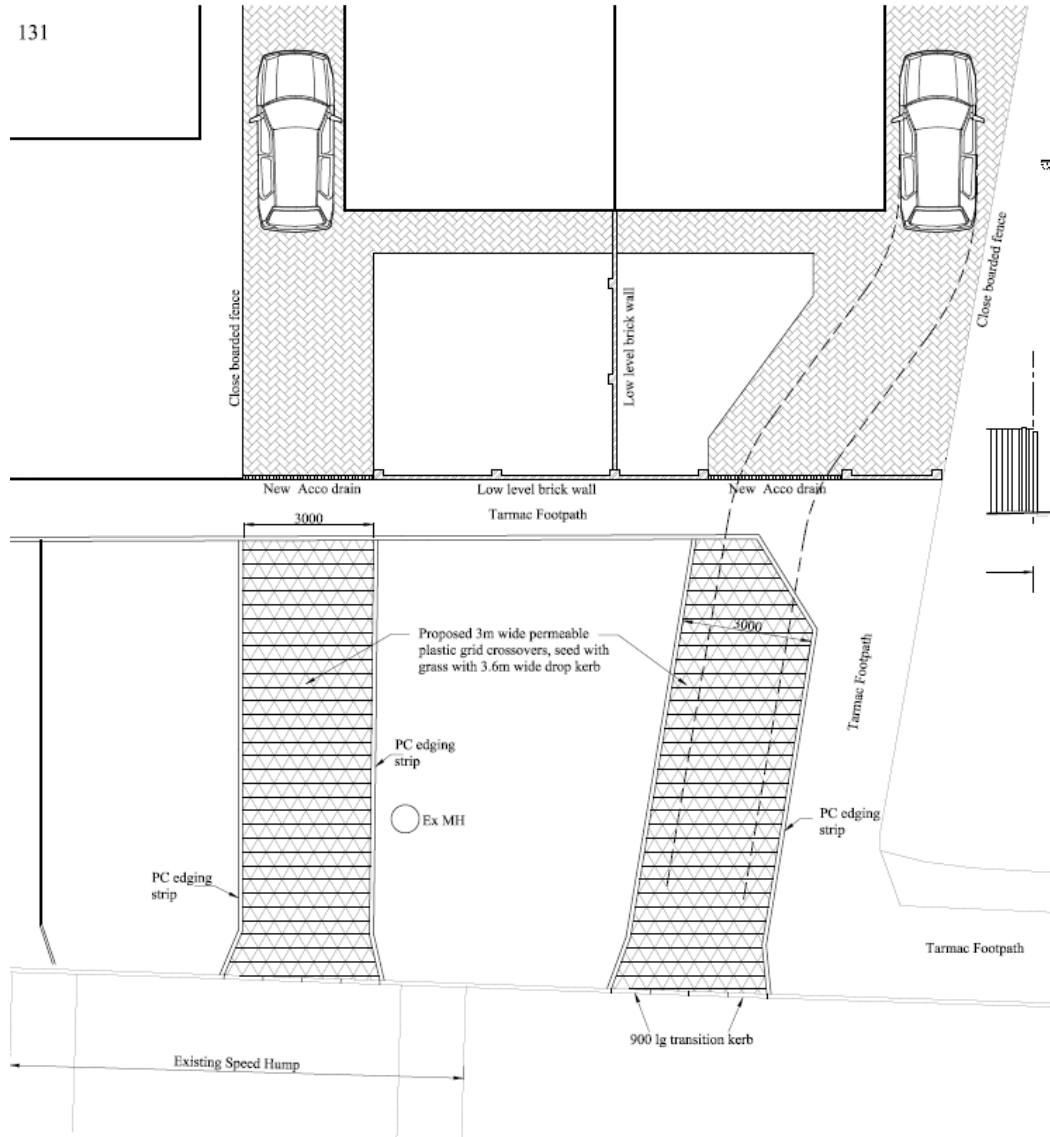 131
Close boarded fence
Low level brick wall
Close boarded fence
New Acco drain
Low level brick wall
New Acco drain
Tarmac Footpath
3000
3000
Proposed 3m wide permeable
plastic grid crossovers, seed with
grass with 3.6m wide drop kerb
Tarmac Footpath
PC edging
strip
Ex MH
PC edging
strip
PC edging
strip
Tarmac Footpath
900 lg transition kerb
Existing Speed Hump